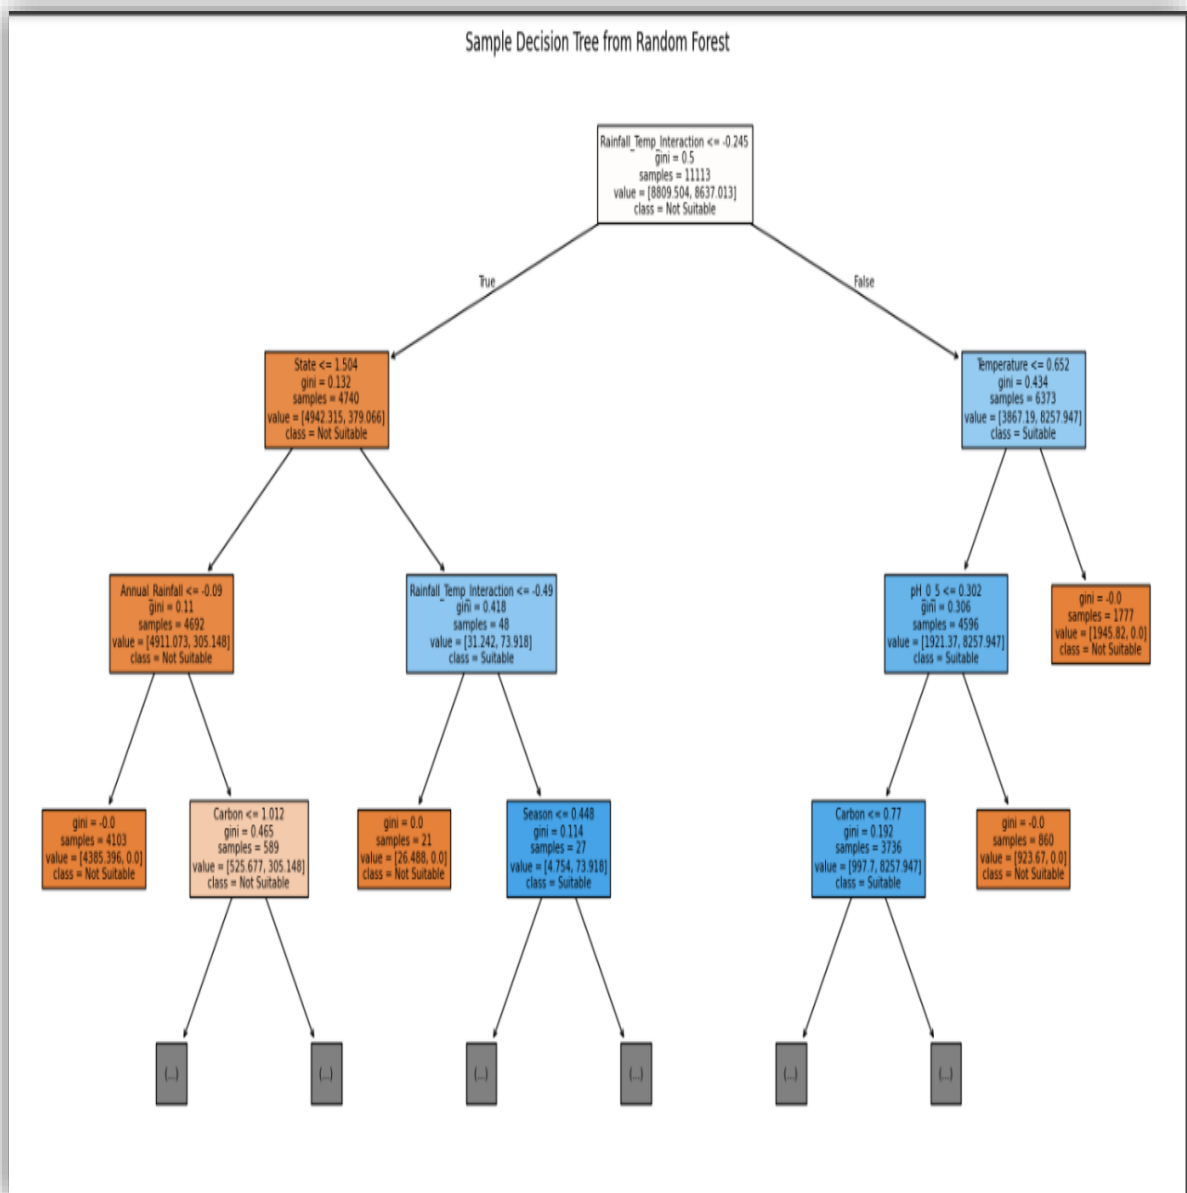 Sample Decision Tree from Random Forest
Rainfall_Temp_Interaction <= -0.245
gini = 0.5
samples = 11113
value = [8809.504, 8637.013]
class = Not Suitable
True
False
State <= 1.504
gini = 0.132
samples = 4740
value = [4942.315, 379.066]
class = Not Suitable
Temperature <= 0.652
gini = 0.434
samples = 6373
value = [3867.19, 8257.947]
class = Suitable
Annual_Rainfall <= -0.09
gini = 0.11
samples = 4692
value = [4911.073, 305.148]
class = Not Suitable
Rainfall_Temp_Interaction <= -0.49
gini = 0.418
samples = 48
value = [31.242, 73.918]
class = Suitable
pH_0_5 <= 0.302
gini = 0.306
samples = 4596
value = [1921.37, 8257.947]
class = Suitable
gini = -0.0
samples = 1777
value = [1945.82, 0.0]
class = Not Suitable
gini = -0.0
samples = 4103
value = [4385.396, 0.0]
class = Not Suitable
Carbon <= 1.012
gini = 0.465
samples = 589
value = [525.677, 305.148]
class = Not Suitable
gini = 0.0
samples = 21
value = [26.488, 0.0]
class = Not Suitable
Season <= 0.448
gini = 0.114
samples = 27
value = [4.754, 73.918]
class = Suitable
Carbon <= 0.77
gini = 0.192
samples = 3736
value = [997.7, 8257.947]
class = Suitable
gini = -0.0
samples = 860
value = [923.67, 0.0]
class = Not Suitable
(...)
(...)
(...)
(...)
(...)
(...)